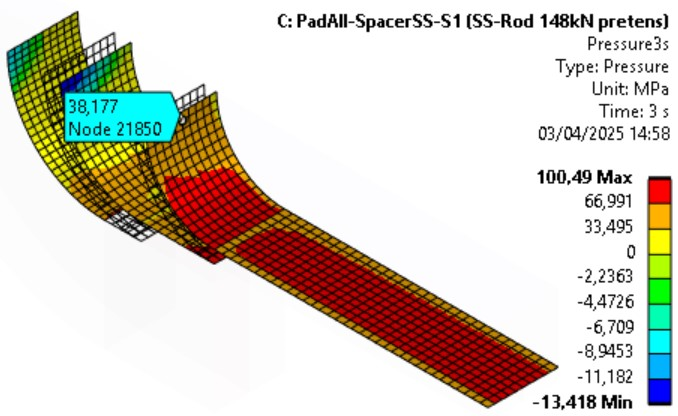 C: PadAll-SpacerSS-S1 (SS-Rod 148kN pretens)
Pressure3s
Type: Pressure
Unit: MPa
Time: 3 s
03/04/2025 14:58
38,177
Node 21850
100,49 Max
66,991
33,495
0
-2,2363
-4,4726
-6,709
-8,9453
-11,182
-13,418 Min